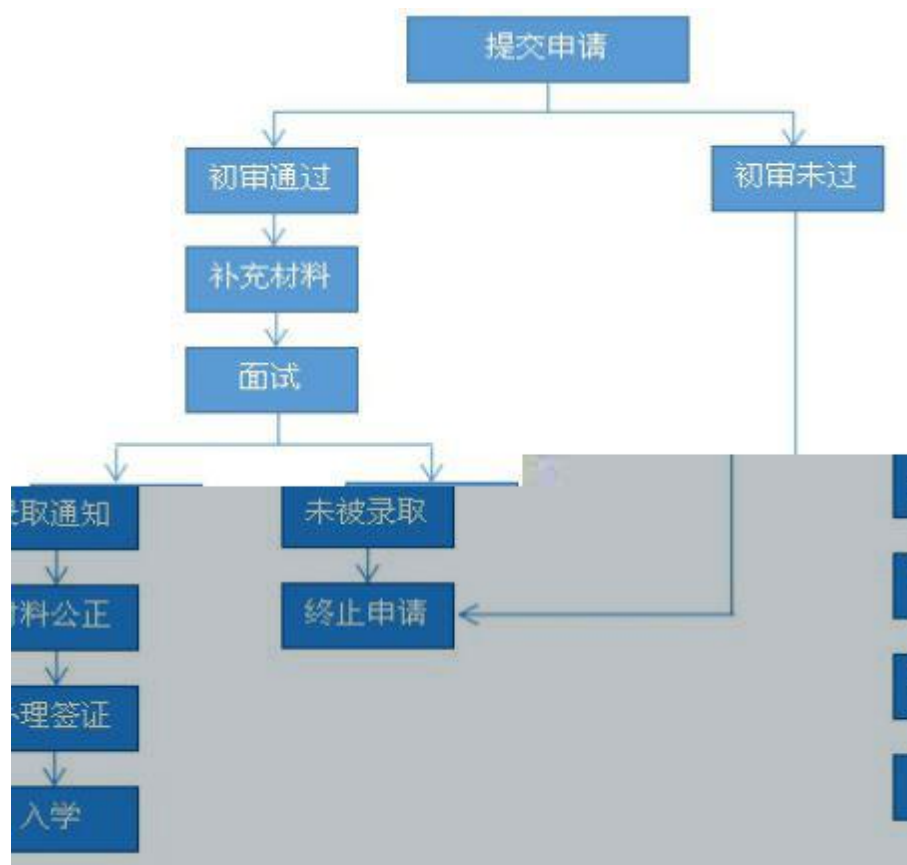 提交申请
初审通过
初审未过
补充材料
面试
取通知
未被录取
料公正
终止申请
理签证
入学